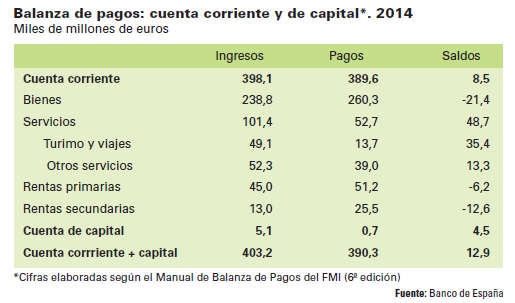 Balanza de pagos: cuenta corriente y de capital*. 2014
Miles de millones de euros
Ingresos Pagos Saldos
Cuenta corriente 398,1 389,6 8,5
Bienes 238,8 260,3 -21,4
Servicios 101,4 52,7 48,7
Turimo y viajes 49,1 13,7 35,4
Otros servicios 52,3 39,0 13,3
Rentas primarias 45,0 51,2 -6,2
Rentas secundarias 13,0 25,5 -12,6
Cuenta de capital 5,1 0,7 4,5
Cuenta corrriente + capital 403,2 390,3 12,9
*Cifras elaboradas según el Manual de Balanza de Pagos del FMI (6ª edición)
Fuente: Banco de España